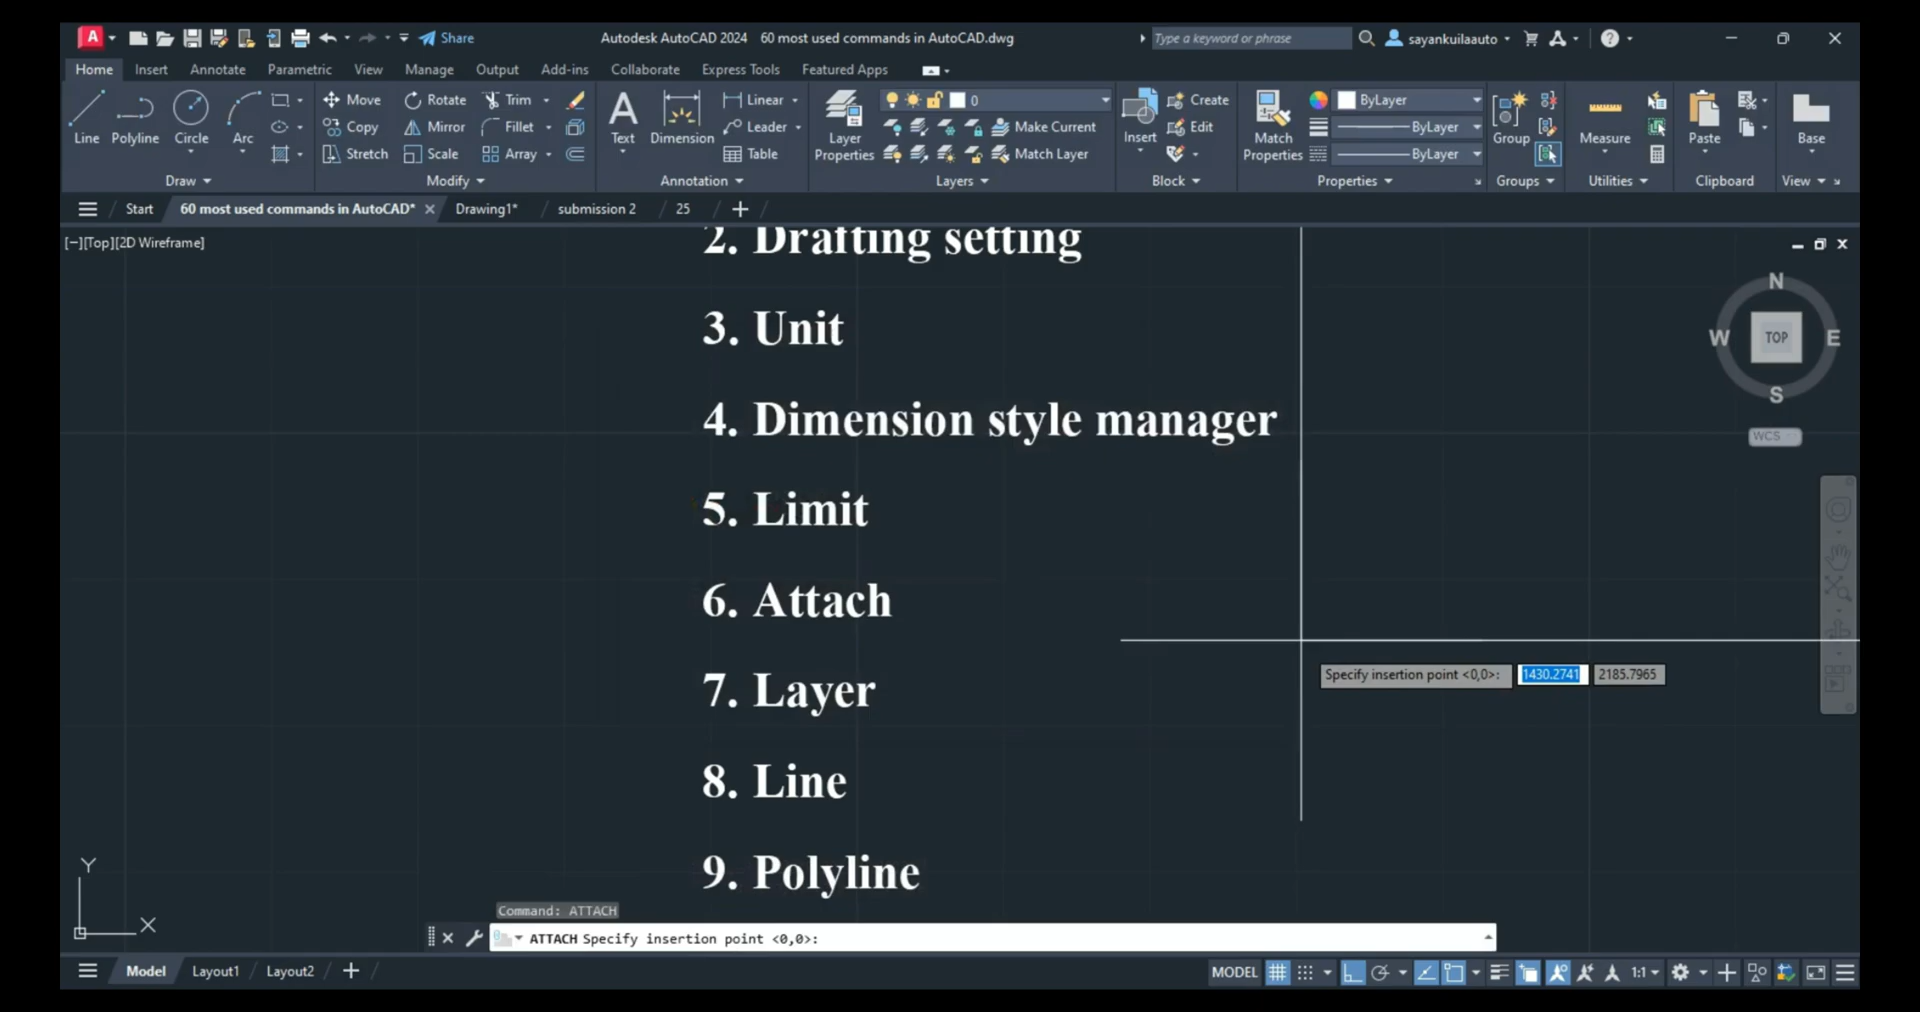 A Share Autodesk AutoCAD 2024 60 most used commands in AutoCAD.dwg Type a keyword or phrase sayankuilaauto
Home Insert Annotate Parametric View Manage Output Add-ins Collaborate Express Tools Featured Apps
Line Polyline Circle Arc
Draw
Move Rotate Trim
Copy Mirror Fillet
Stretch Scale Array
Modify
Text Dimension
Linear
Leader
Table
Annotation
Layer Properties
0
Make Current
Match Layer
Layers
Insert
Create
Edit
Block
Match Properties
ByLayer
ByLayer
ByLayer
Properties
Group
Groups
Measure
Utilities
Paste
Clipboard
Base
View
Start 60 most used commands in AutoCAD* Drawing1* submission 2 25
[−][Top][2D Wireframe]
2. Drafting setting
3. Unit
4. Dimension style manager
5. Limit
6. Attach
7. Layer
8. Line
9. Polyline
N
W TOP E
S
WCS
Specify insertion point <0,0>: 1430.2741 2185.7965
Y
X
Command: ATTACH
ATTACH Specify insertion point <0,0>:
Model Layout1 Layout2 MODEL 1:1